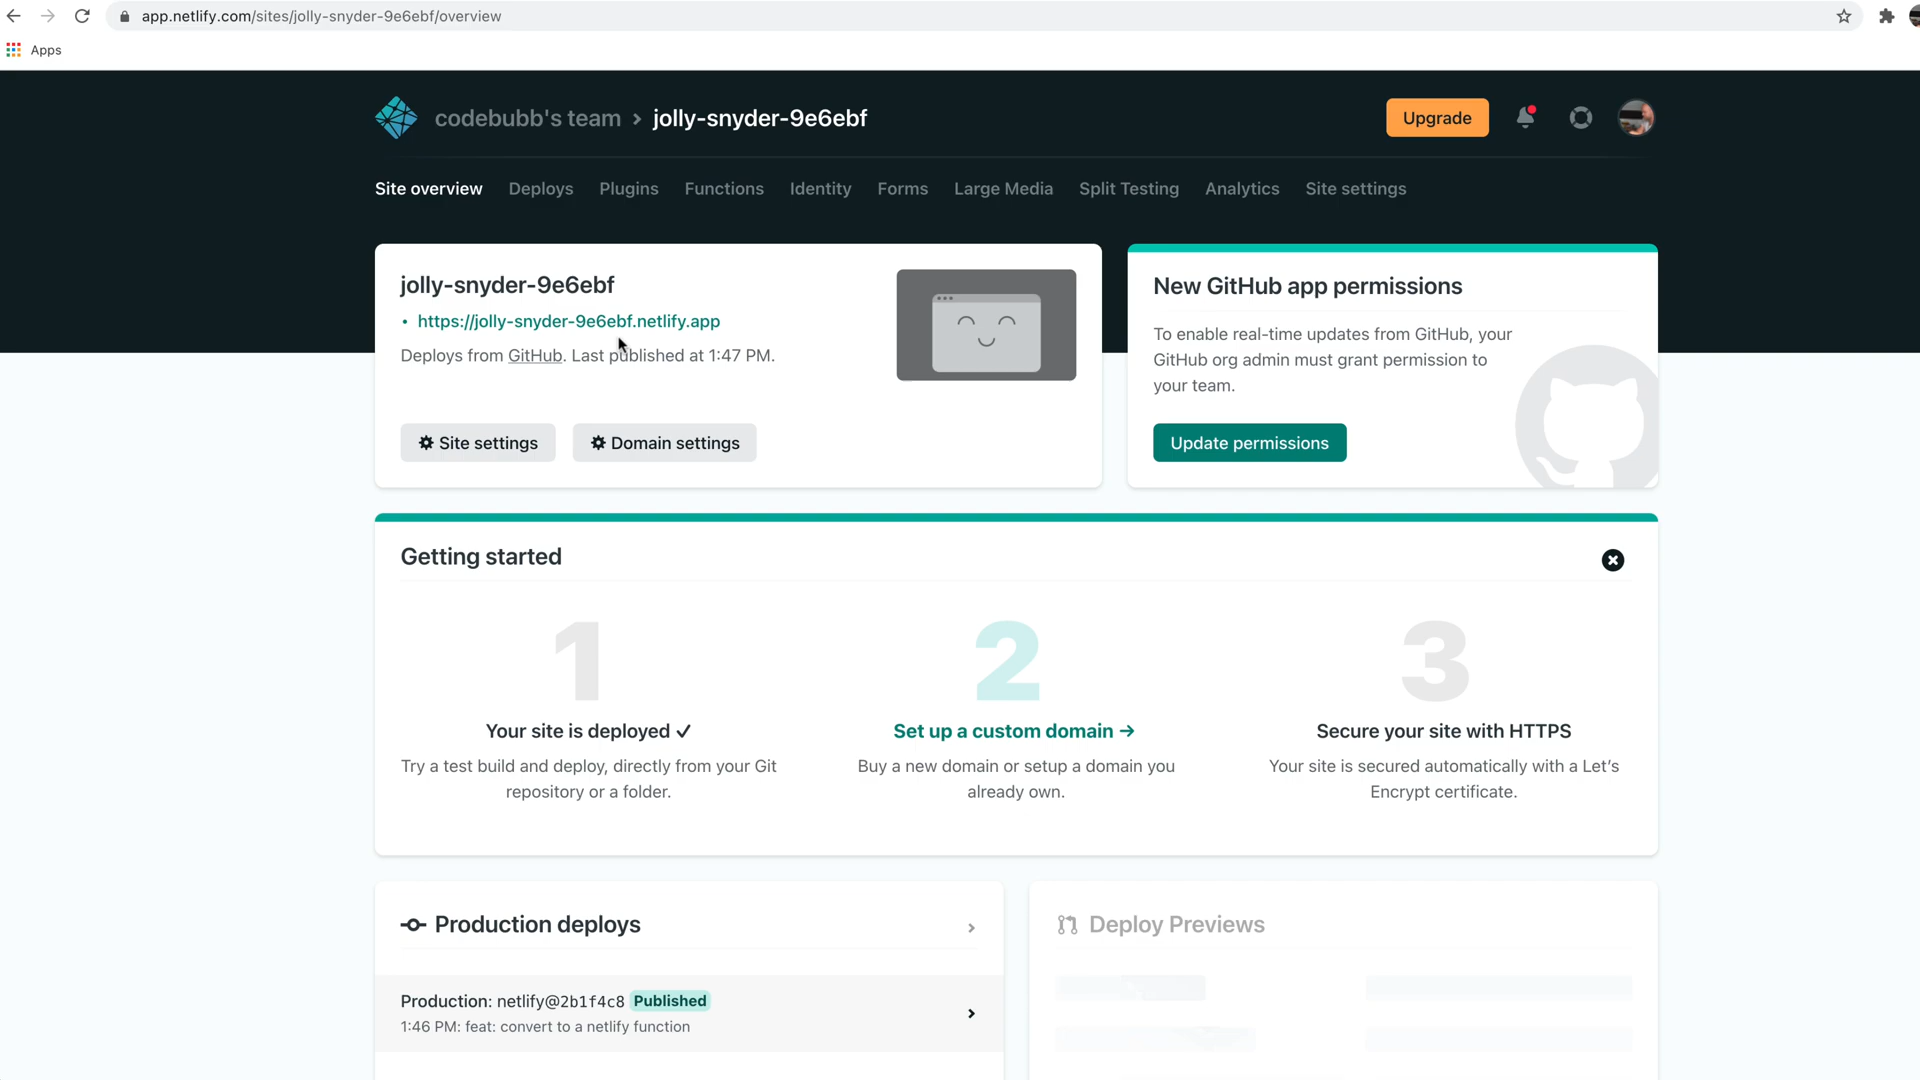 app.netlify.com/sites/jolly-snyder-9e6ebf/overview
Apps
codebubb's team › jolly-snyder-9e6ebf
Upgrade
Site overview Deploys Plugins Functions Identity Forms Large Media Split Testing Analytics Site settings
jolly-snyder-9e6ebf
• https://jolly-snyder-9e6ebf.netlify.app
Deploys from GitHub. Last published at 1:47 PM.
Site settings
Domain settings
New GitHub app permissions
To enable real-time updates from GitHub, your
GitHub org admin must grant permission to
your team.
Update permissions
Getting started
1
Your site is deployed ✓
Try a test build and deploy, directly from your Git
repository or a folder.
2
Set up a custom domain →
Buy a new domain or setup a domain you
already own.
3
Secure your site with HTTPS
Your site is secured automatically with a Let’s
Encrypt certificate.
Production deploys
Production: netlify@2b1f4c8 Published
1:46 PM: feat: convert to a netlify function
Deploy Previews